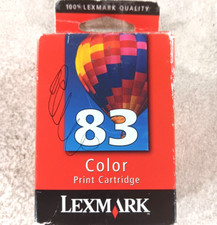 100% LEXMARK QUALITY
83
Color
Print Cartridge
LEXMARK